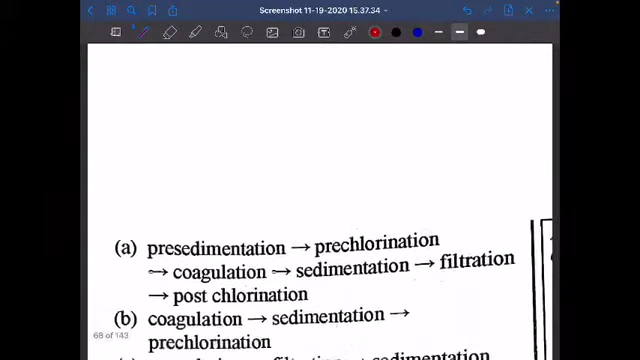 Screenshot 11-19-2020 15.37.34
(a) presedimentation → prechlorination
→ coagulation → sedimentation → filtration
→ post chlorination
(b) coagulation → sedimentation →
68 of 143
prechlorination
sedimentation